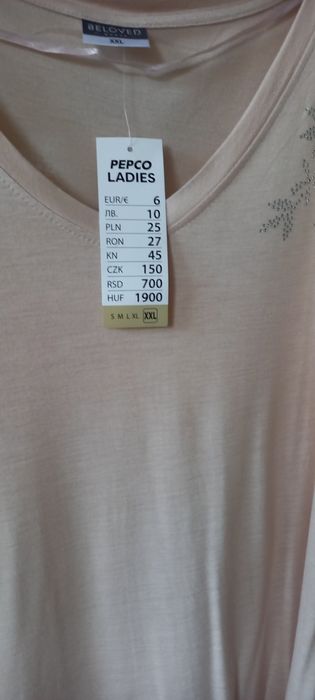 BELOVED
XXL
PEPCO
LADIES
EUR/€ 6
ЛВ. 10
PLN 25
RON 27
KN 45
CZK 150
RSD 700
HUF 1900
S M L XL XXL